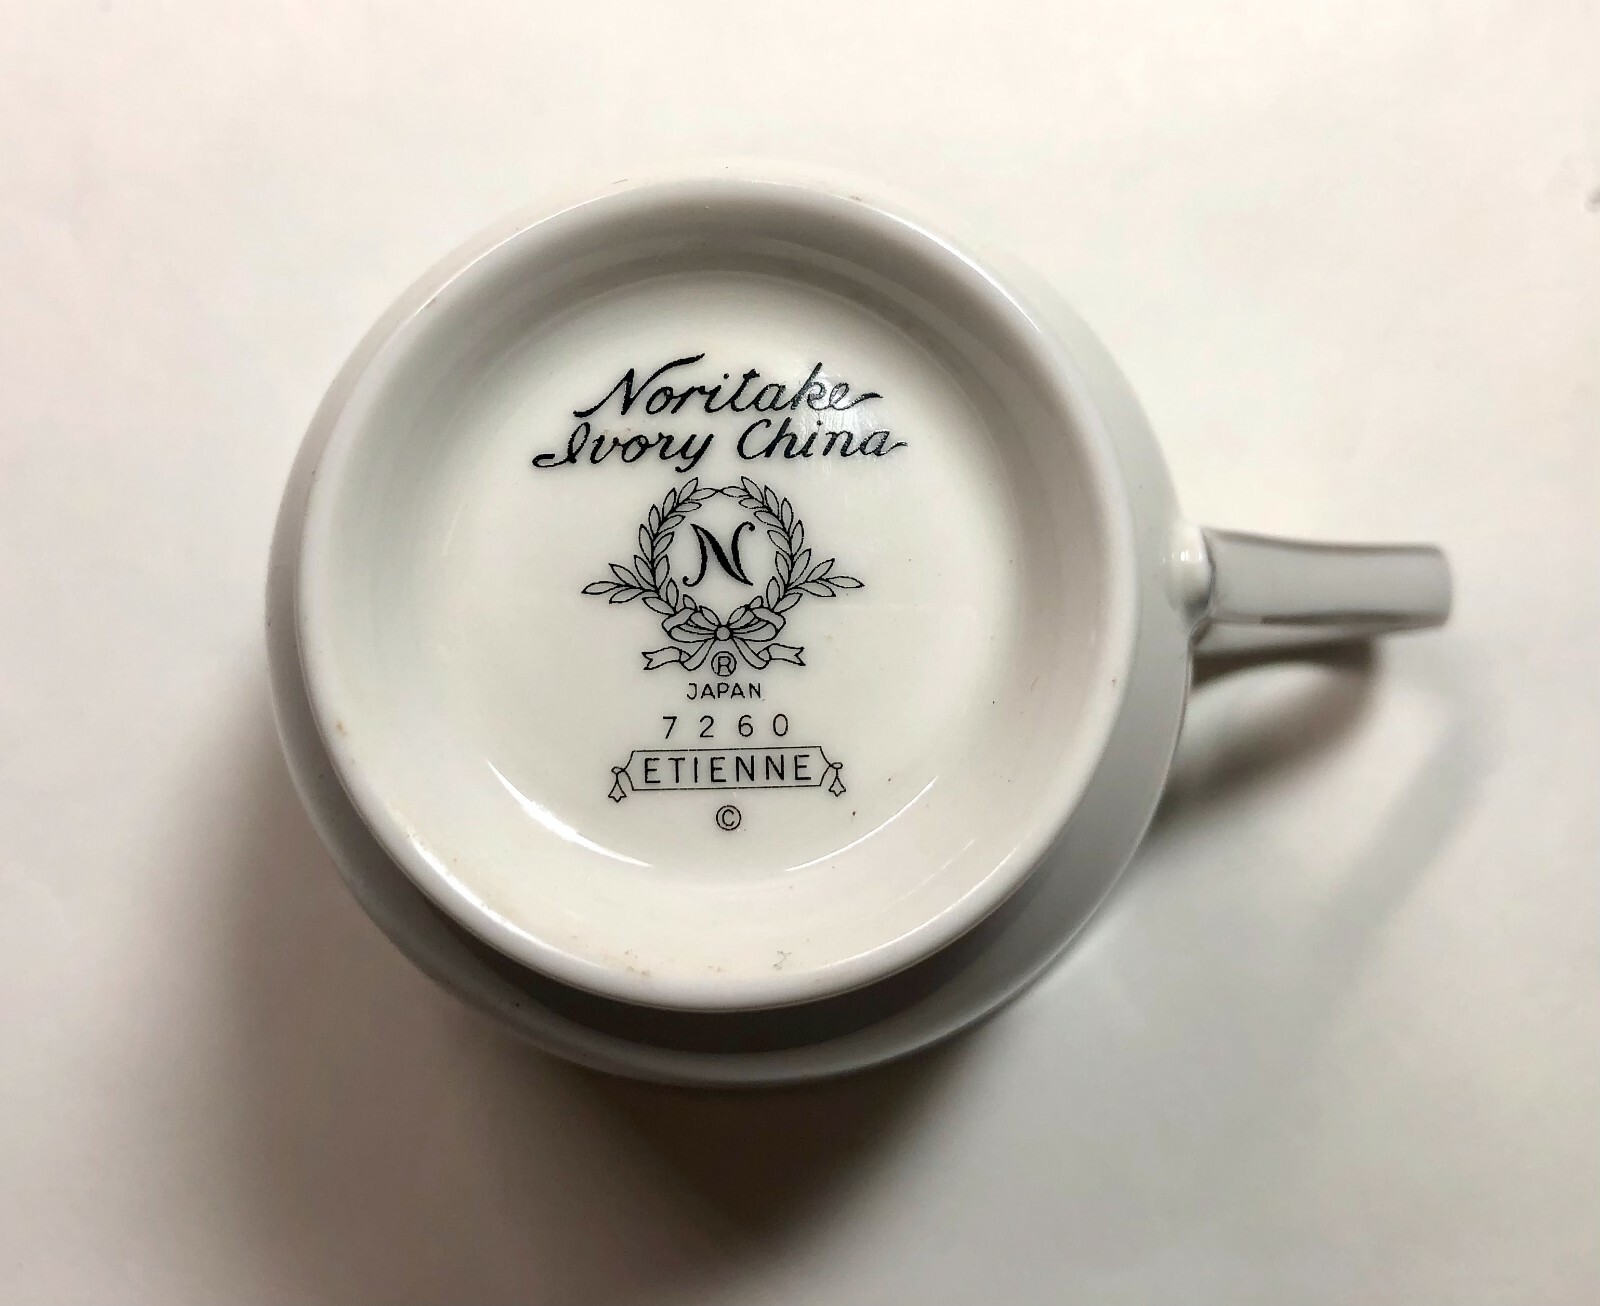 Noritake
Ivory China
N
®
JAPAN
7260
ETIENNE
©